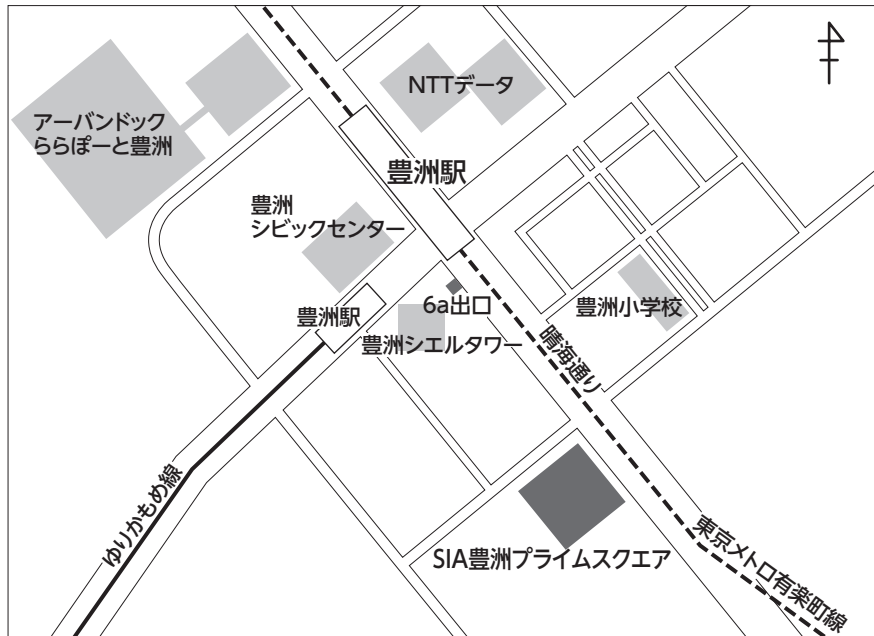 NTTデータ
アーバンドック
ららぽーと豊洲
豊洲駅
豊洲
シビックセンター
6a出口
豊洲駅
豊洲小学校
豊洲シエルタワー
晴海通り
ゆりかもめ線
SIA豊洲プライムスクエア
東京メトロ有楽町線